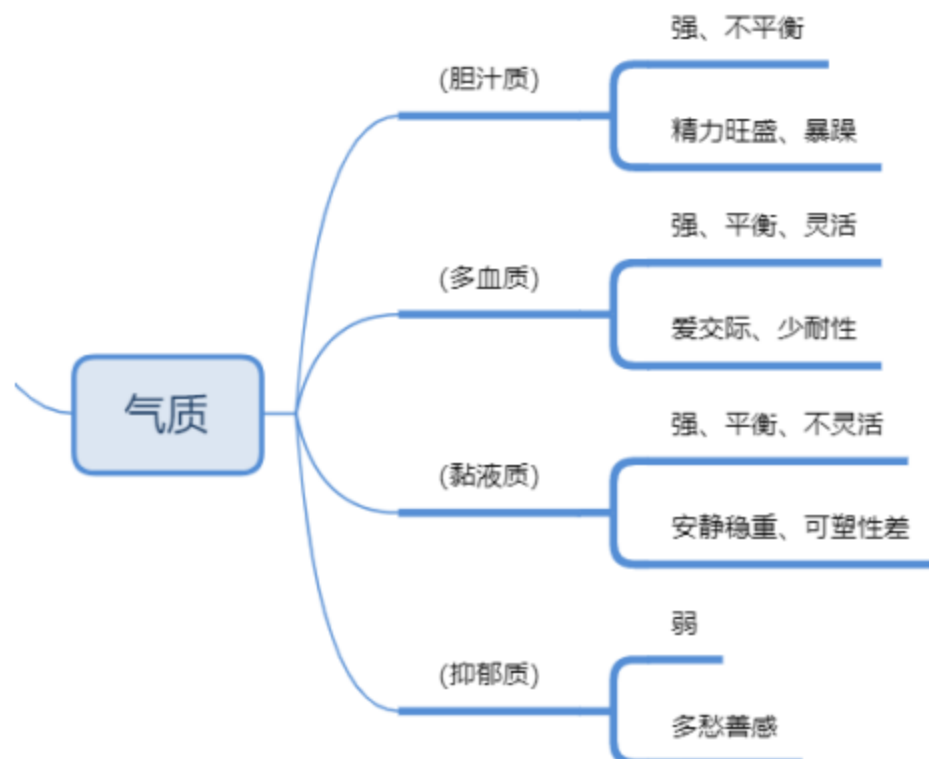 气质
(胆汁质)
强、不平衡
精力旺盛、暴躁
(多血质)
强、平衡、灵活
爱交际、少耐性
(黏液质)
强、平衡、不灵活
安静稳重、可塑性差
(抑郁质)
弱
多愁善感